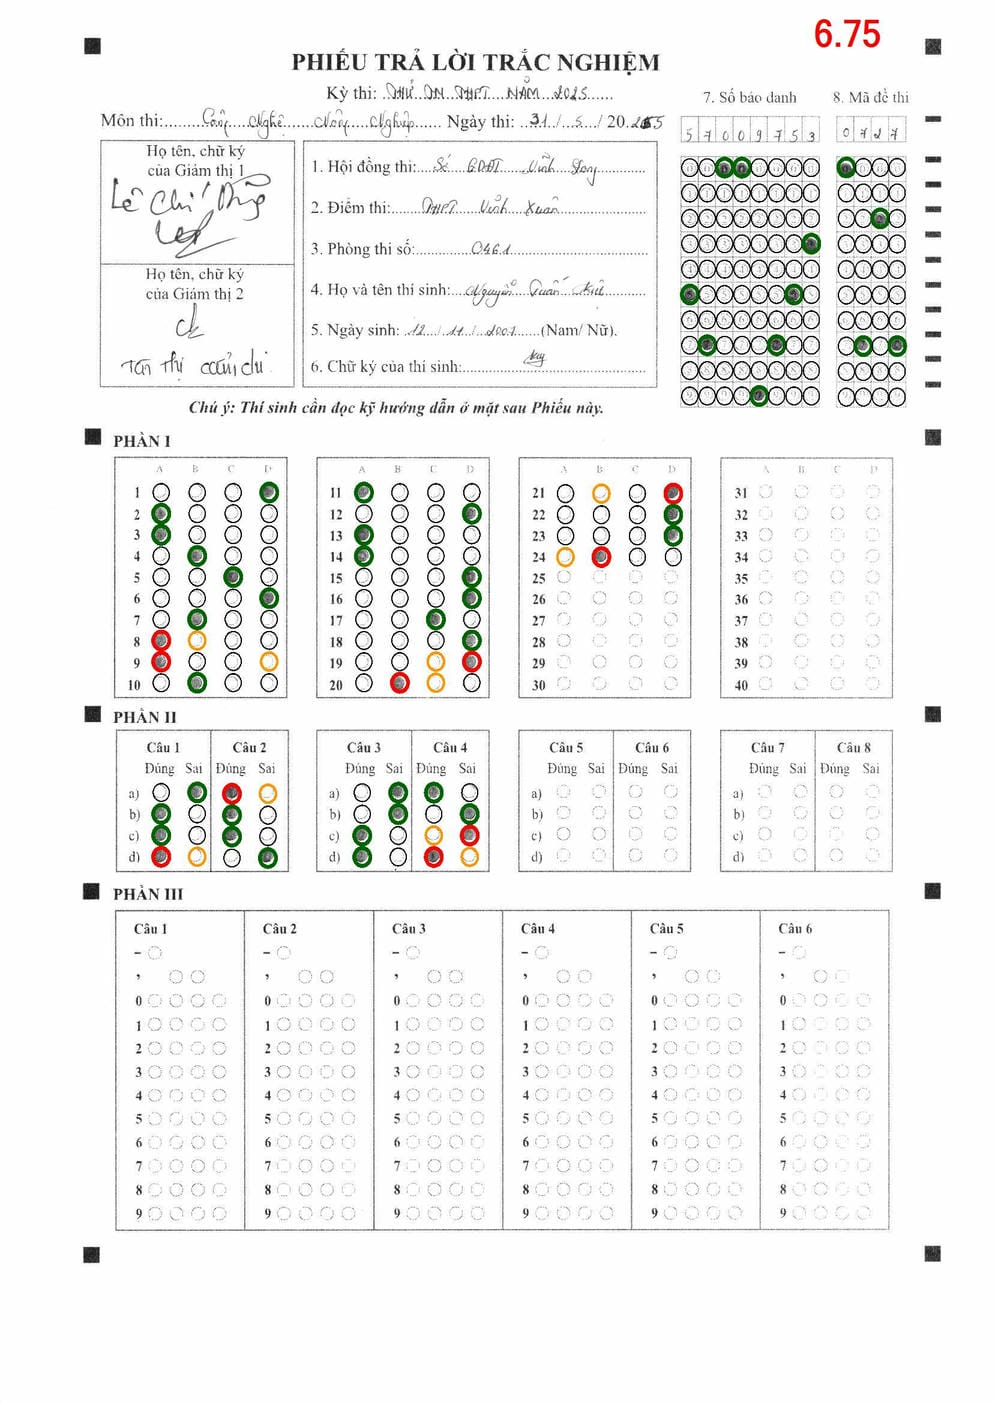 6.75
PHIẾU TRẢ LỜI TRẮC NGHIỆM
Kỳ thi: THỬ TN THPT NĂM 2025
7. Số báo danh
8. Mã đề thi
Môn thi: Công Nghệ Nông Nghiệp Ngày thi: 31 / 5 / 20
5 7 0 0 9 7 5 3
0 7 2 7
Họ tên, chữ ký
của Giám thị 1
Lê Chí
1. Hội đồng thi: Sở GDĐT Vĩnh Long
2. Điểm thi: THPT Vĩnh Xuân
3. Phòng thi số: 0461
Họ tên, chữ ký
của Giám thị 2
4. Họ và tên thí sinh: Nguyễn Tuấn Kiệt
5. Ngày sinh: 12 / 11 / 2007 (Nam/ Nữ).
6. Chữ ký của thí sinh:
Chú ý: Thí sinh cần đọc kỹ hướng dẫn ở mặt sau Phiếu này.
PHẦN I
A B C D A B C D A B C D A B C D
1 11 21 31
2 12 22 32
3 13 23 33
4 14 24 34
5 15 25 35
6 16 26 36
7 17 27 37
8 18 28 38
9 19 29 39
10 20 30 40
PHẦN II
Câu 1 Câu 2 Câu 3 Câu 4 Câu 5 Câu 6 Câu 7 Câu 8
Đúng Sai Đúng Sai Đúng Sai Đúng Sai Đúng Sai Đúng Sai Đúng Sai Đúng Sai
a) a) a) a)
b) b) b) b)
c) c) c) c)
d) d) d) d)
PHẦN III
Câu 1 Câu 2 Câu 3 Câu 4 Câu 5 Câu 6
- - - - - -
, , , , , ,
0 0 0 0 0 0
1 1 1 1 1 1
2 2 2 2 2 2
3 3 3 3 3 3
4 4 4 4 4 4
5 5 5 5 5 5
6 6 6 6 6 6
7 7 7 7 7 7
8 8 8 8 8 8
9 9 9 9 9 9